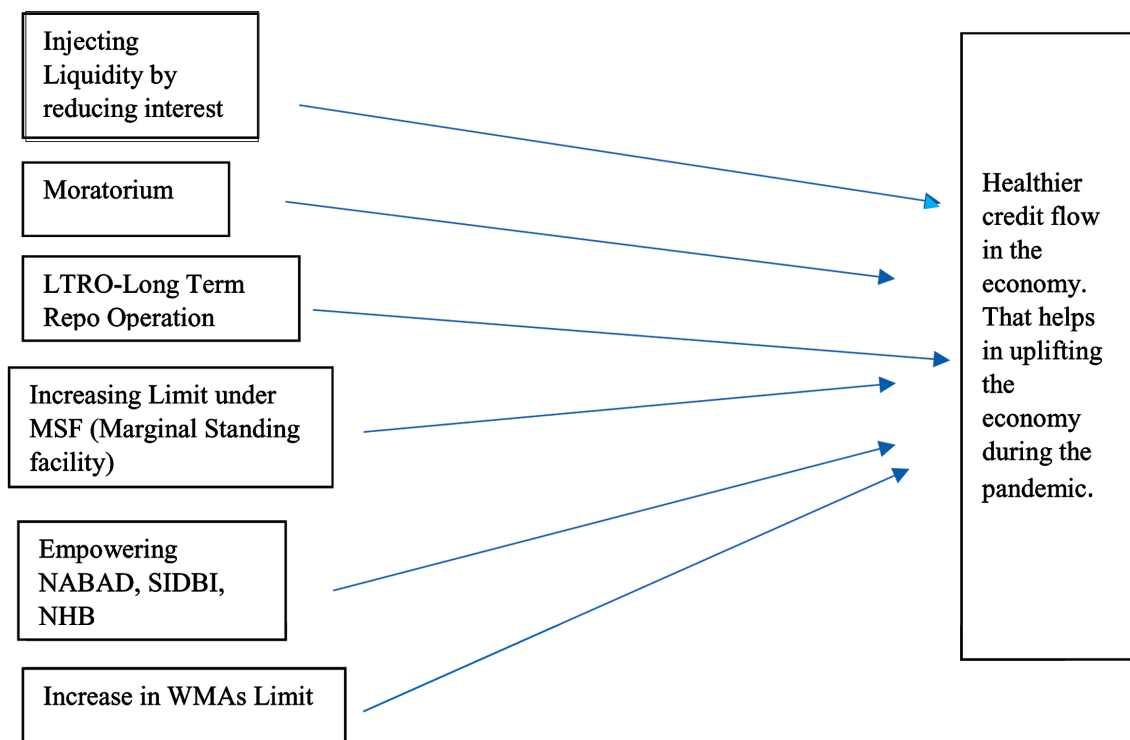 Injecting
Liquidity by
reducing interest
Moratorium
LTRO-Long Term
Repo Operation
Increasing Limit under
MSF (Marginal Standing
facility)
Empowering
NABAD, SIDBI,
NHB
Increase in WMAs Limit
Healthier
credit flow
in the
economy.
That helps
in uplifting
the
economy
during the
pandemic.